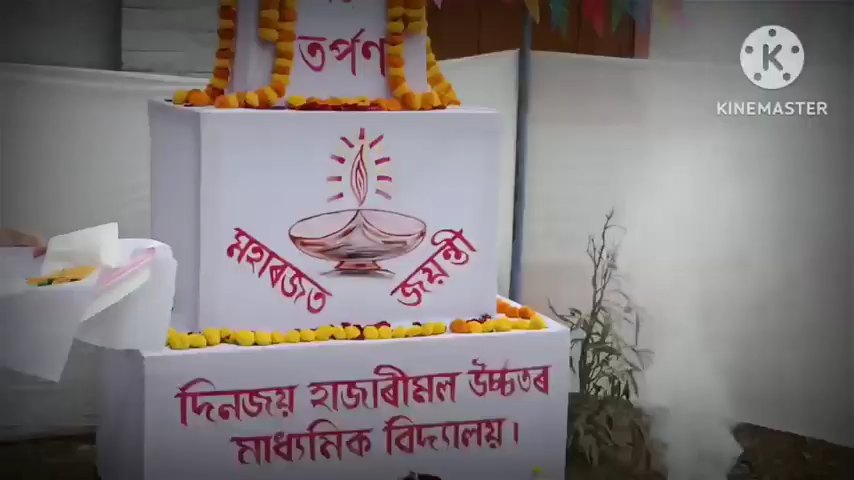 তৰ্পণ
মহাৰজত জয়ন্তী
দিনজয় হাজাৰীমল উচ্চতৰ
মাধ্যমিক বিদ্যালয়।
KINEMASTER